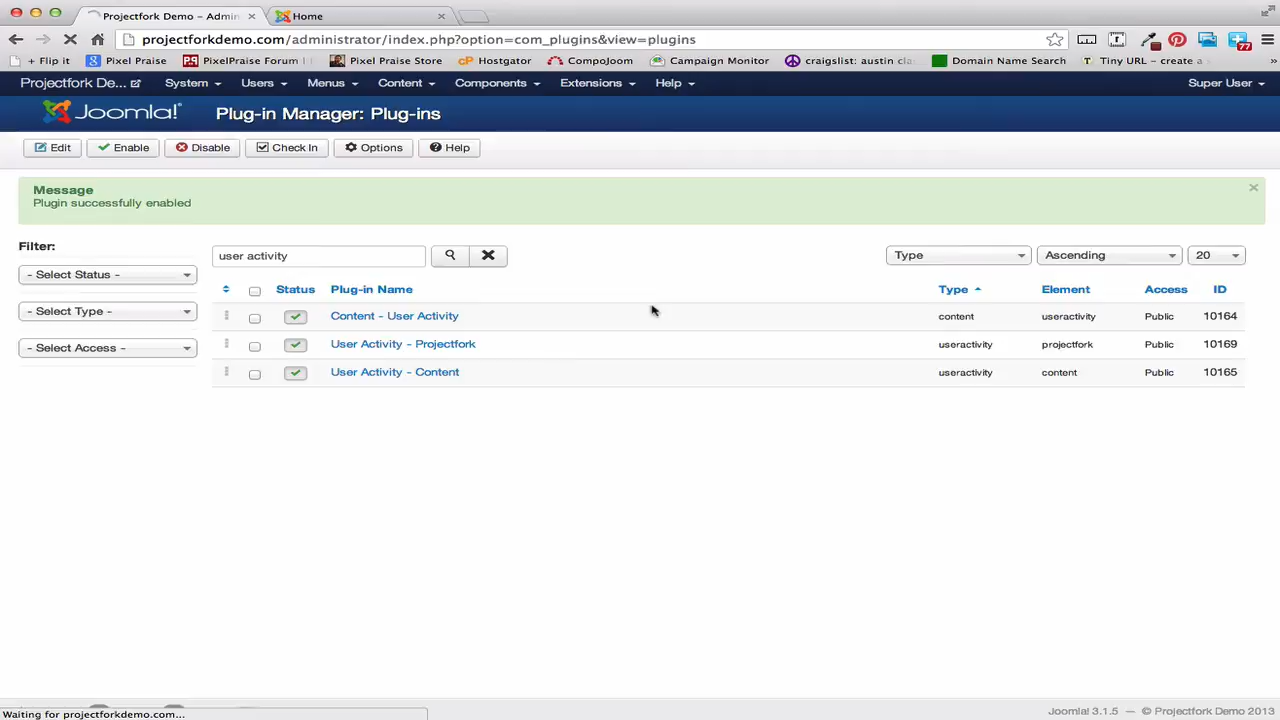 Projectfork Demo – Admin
Home
projectforkdemo.com/administrator/index.php?option=com_plugins&view=plugins
+ Flip it
Pixel Praise
PixelPraise Forum
Pixel Praise Store
Hostgator
CompoJoom
Campaign Monitor
craigslist: austin cla
Domain Name Search
Tiny URL – create a
77
Projectfork De...
System
Users
Menus
Content
Components
Extensions
Help
Super User
Joomla!
Plug-in Manager: Plug-ins
Edit
Enable
Disable
Check In
Options
Help
Message
Plugin successfully enabled
Filter:
user activity
Type
Ascending
20
- Select Status -
- Select Type -
- Select Access -
Status
Plug-in Name
Type
Element
Access
ID
Content - User Activity
content
useractivity
Public
10164
User Activity - Projectfork
useractivity
projectfork
Public
10169
User Activity - Content
useractivity
content
Public
10165
Waiting for projectforkdemo.com...
Joomla! 3.1.5 — © Projectfork Demo 2013